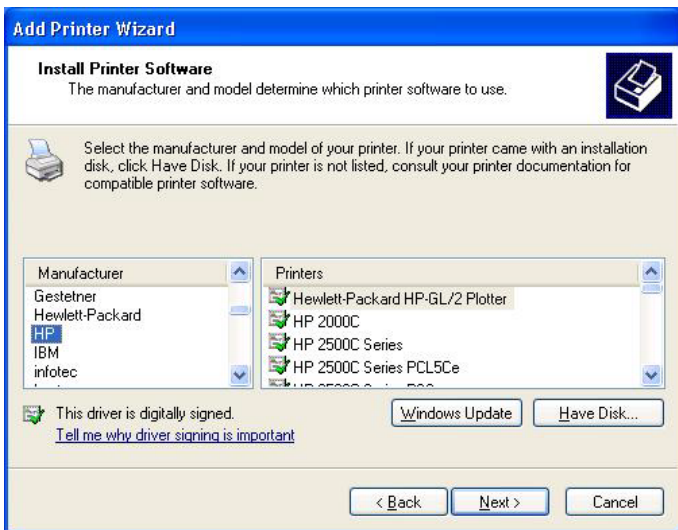 Add Printer Wizard
Install Printer Software
The manufacturer and model determine which printer software to use.
Select the manufacturer and model of your printer. If your printer came with an installation
disk, click Have Disk. If your printer is not listed, consult your printer documentation for
compatible printer software.
Manufacturer
Gestetner
Hewlett-Packard
HP
IBM
infotec
Printers
Hewlett-Packard HP-GL/2 Plotter
HP 2000C
HP 2500C Series
HP 2500C Series PCL5Ce
This driver is digitally signed.
Tell me why driver signing is important
Windows Update
Have Disk...
< Back
Next >
Cancel